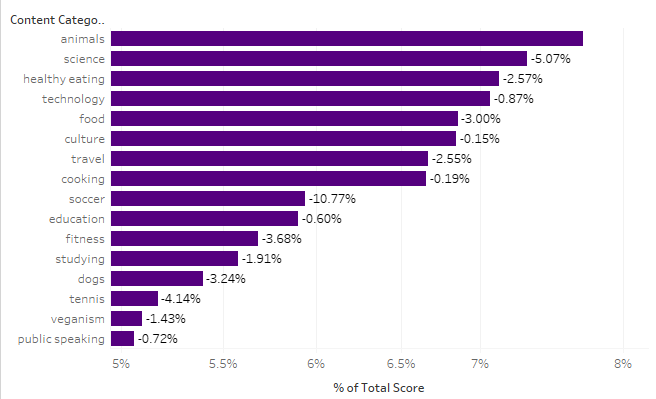 Content Catego..
animals
science -5.07%
healthy eating -2.57%
technology -0.87%
food -3.00%
culture -0.15%
travel -2.55%
cooking -0.19%
soccer -10.77%
education -0.60%
fitness -3.68%
studying -1.91%
dogs -3.24%
tennis -4.14%
veganism -1.43%
public speaking -0.72%
5% 5.5% 6% 6.5% 7% 8%
% of Total Score